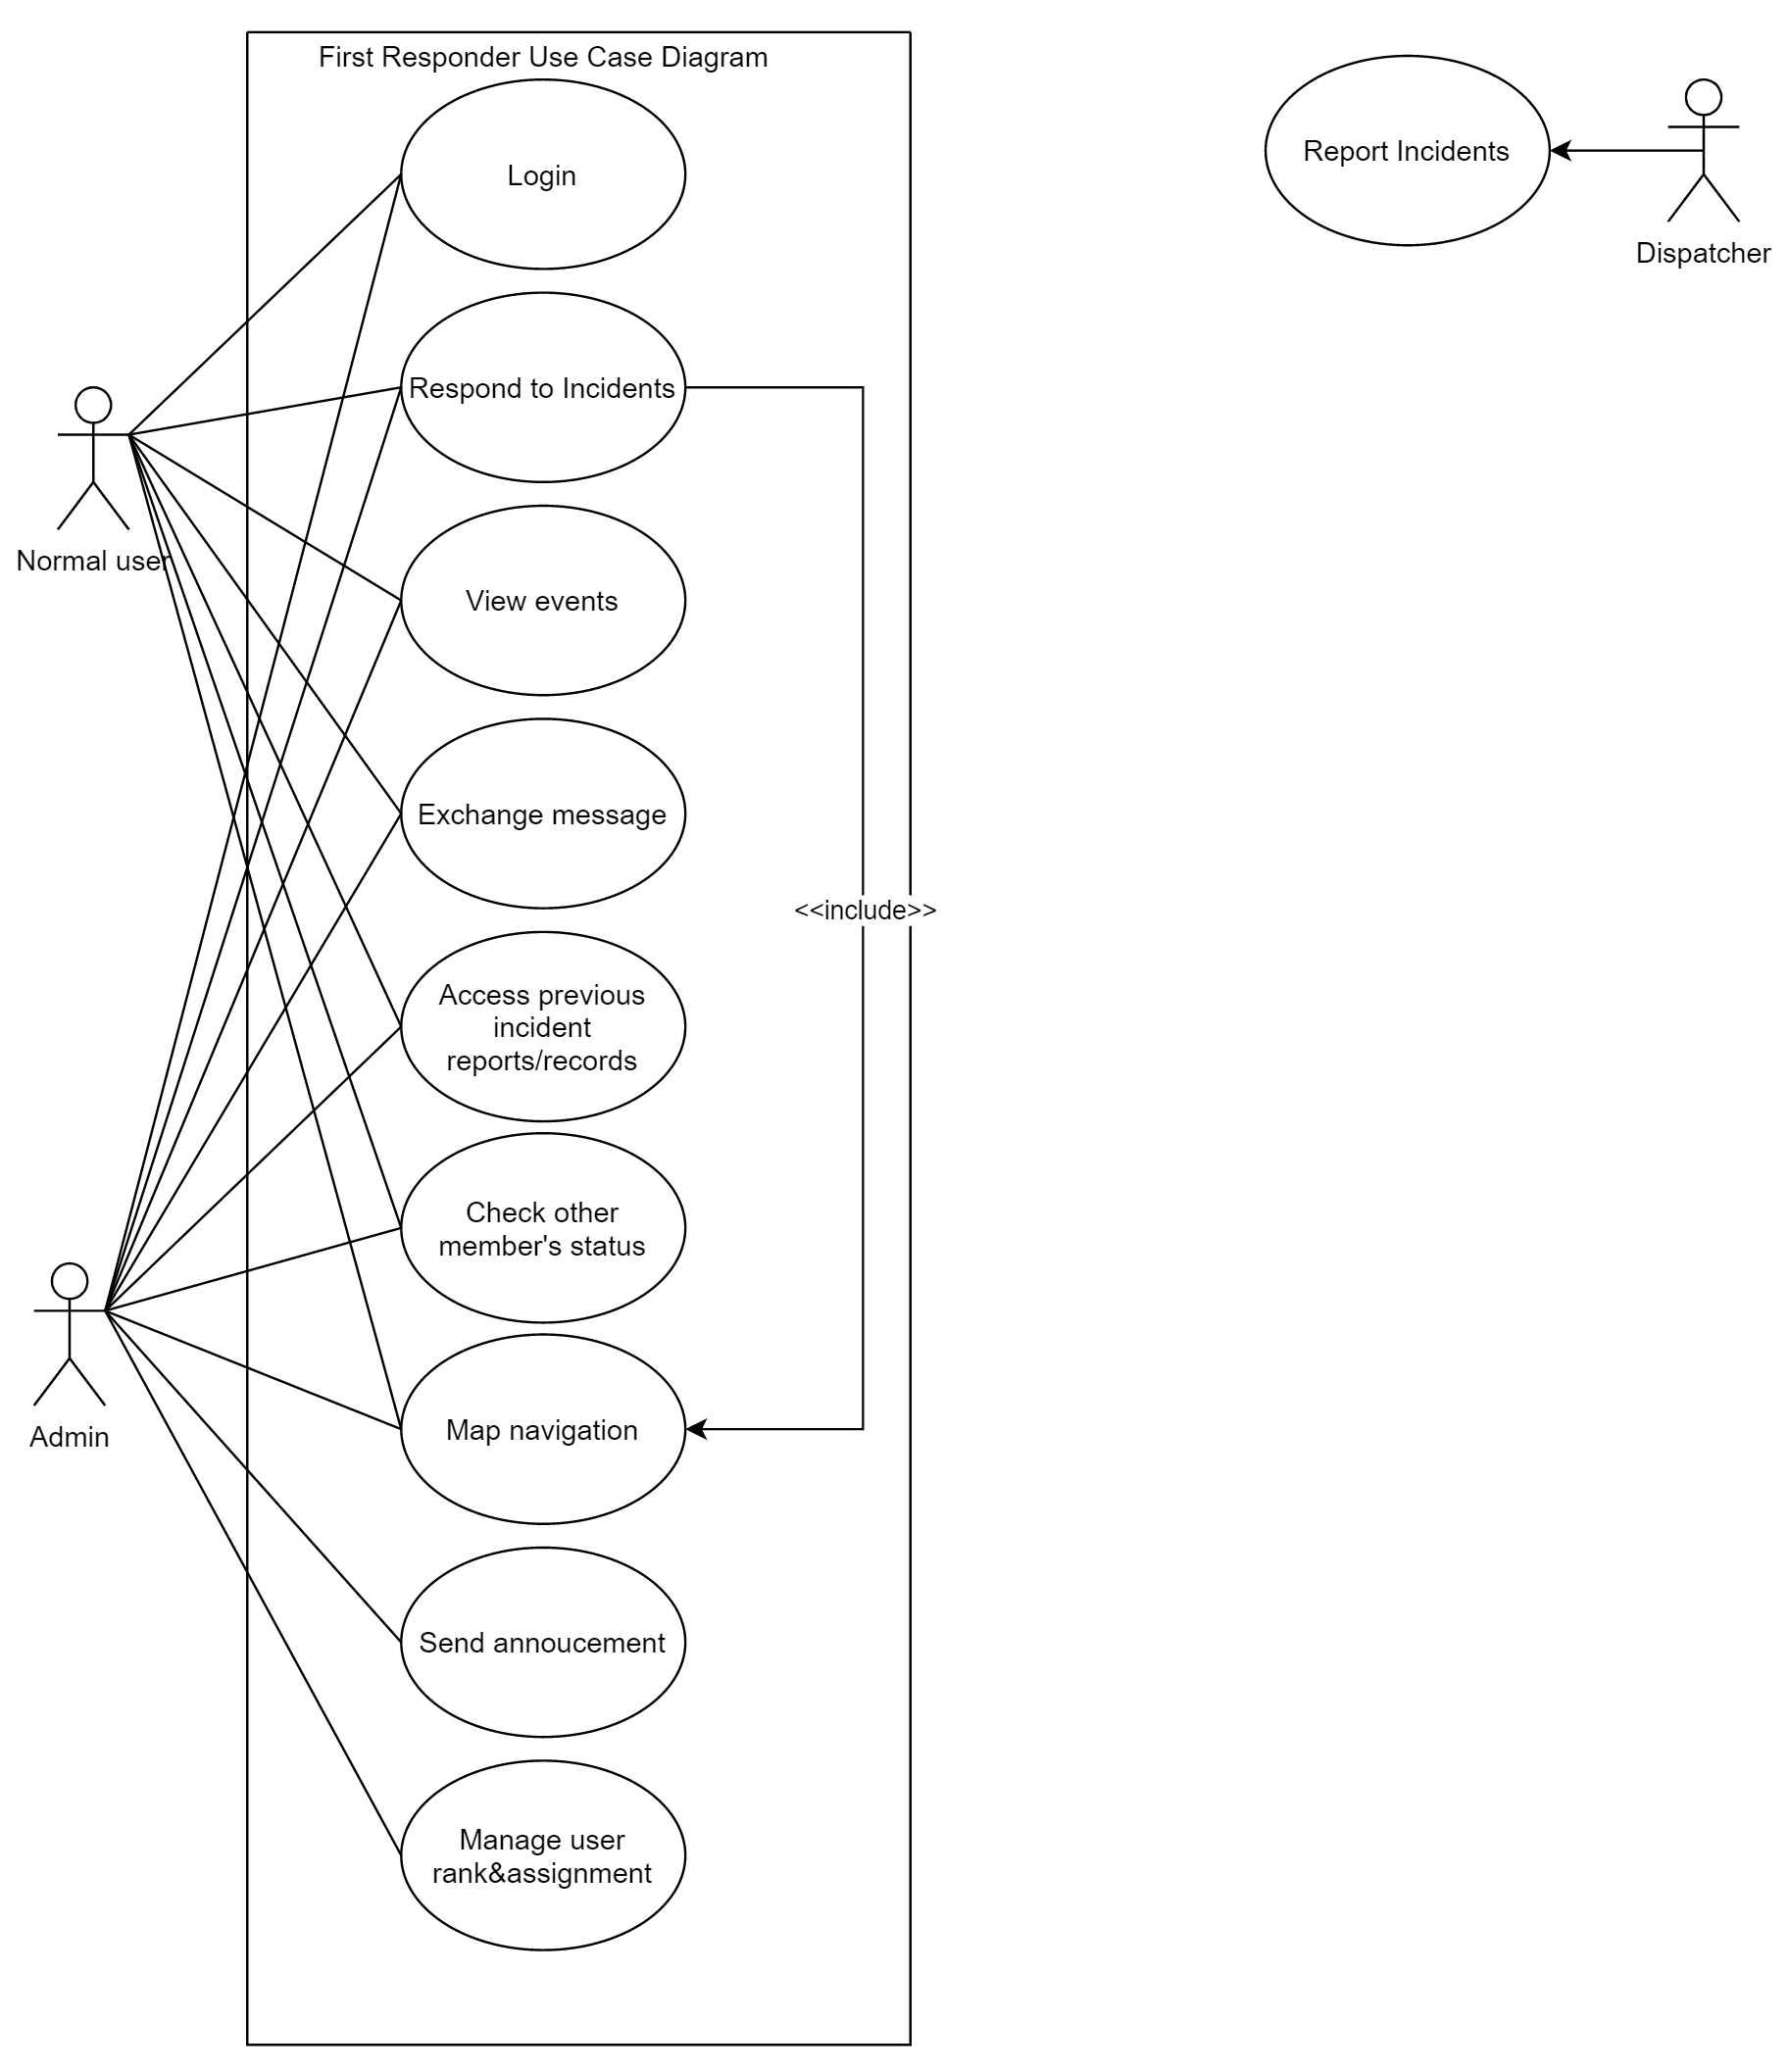 First Responder Use Case Diagram
Login
Report Incidents
Dispatcher
Respond to Incidents
Normal user
View events
Exchange message
<<include>>
Access previous
incident
reports/records
Check other
member's status
Admin
Map navigation
Send annoucement
Manage user
rank&assignment